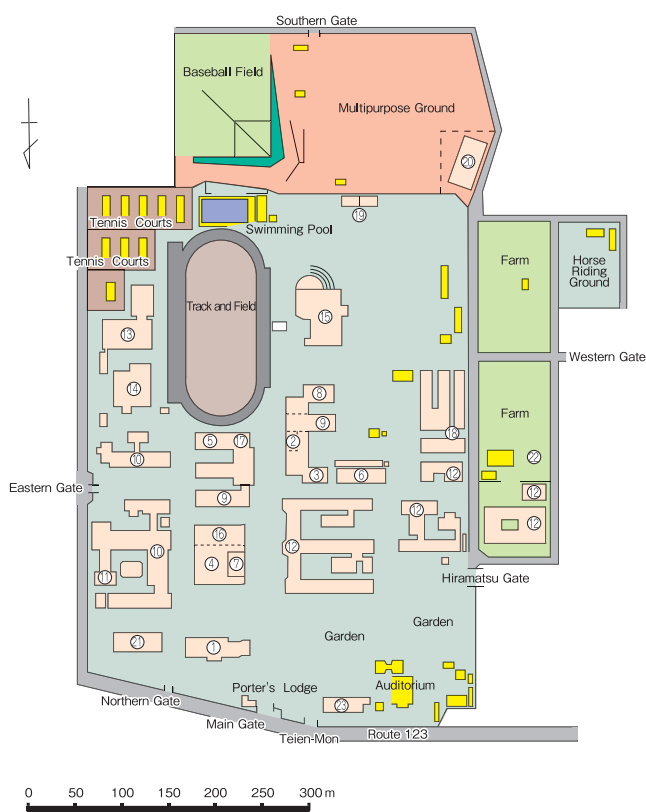 Southern Gate
Baseball Field
Multipurpose Ground
⑳
⑲
Tennis Courts
Swimming Pool
Tennis Courts
Farm
Horse
Riding
Ground
Track and Field
⑮
⑬
Western Gate
⑭
⑧
Farm
⑨
⑤
⑰
②
⑱
⑩
㉒
③
⑥
⑫
Eastern Gate
⑨
⑫
⑫
⑯
⑫
⑩
⑫
④
⑦
⑪
Hiramatsu Gate
Garden
Garden
㉑
①
Porter's Lodge
Auditorium
Northern Gate
㉓
Main Gate
Teien-Mon
Route 123
0 50 100 150 200 250 300 m